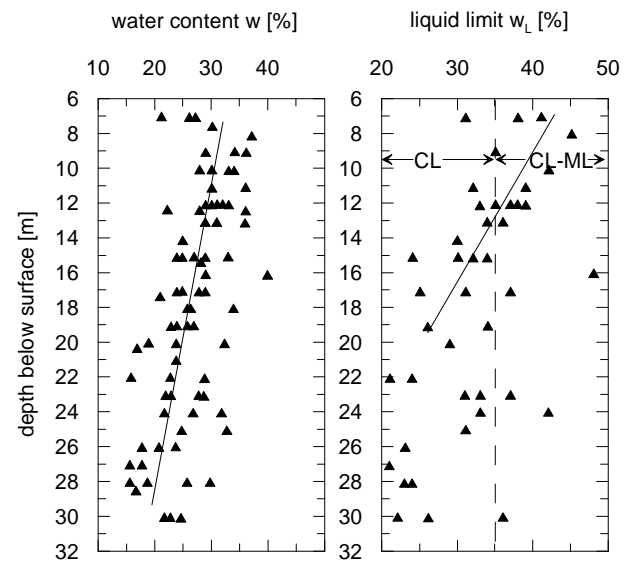 water content w [%]
liquid limit wL [%]
10 20 30 40
20 30 40 50
6 6
8 8
CL CL-ML
10 10
12 12
14 14
16 16
18 18
20 20
22 22
24 24
26 26
28 28
30 30
32 32
depth below surface [m]